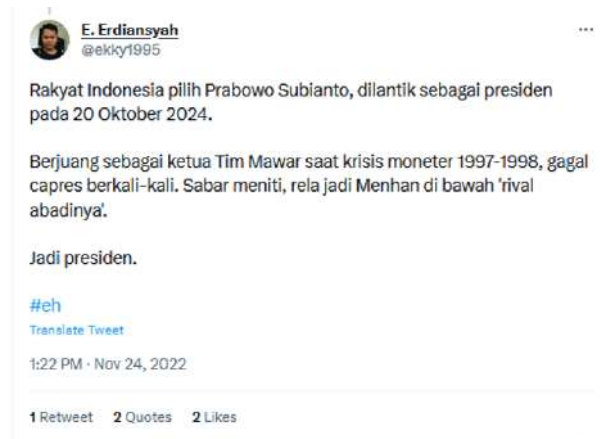 E. Erdiansyah
@ekky1995
Rakyat Indonesia pilih Prabowo Subianto, dilantik sebagai presiden
pada 20 Oktober 2024.
Berjuang sebagai ketua Tim Mawar saat krisis moneter 1997-1998, gagal
capres berkali-kali. Sabar meniti, rela jadi Menhan di bawah 'rival
abadinya'.
Jadi presiden.
#eh
Translate Tweet
1:22 PM · Nov 24, 2022
1 Retweet 2 Quotes 2 Likes